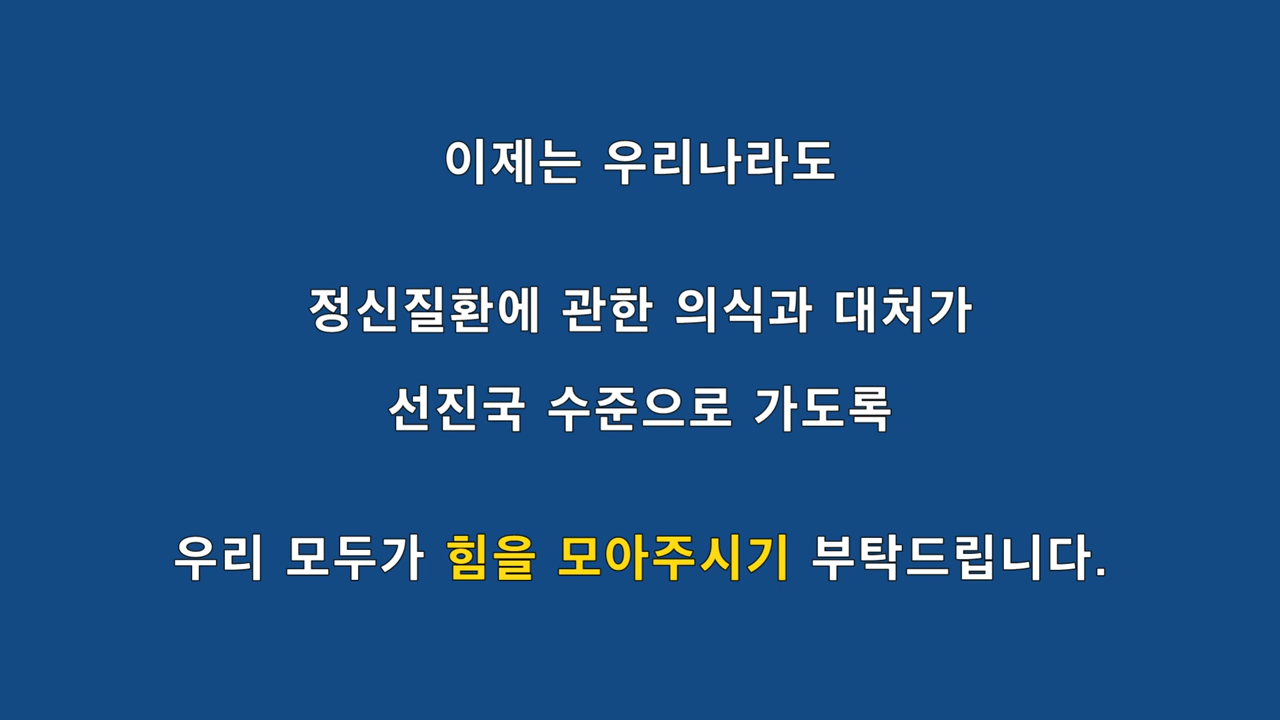 이제는 우리나라도
정신질환에 관한 의식과 대처가
선진국 수준으로 가도록
우리 모두가 힘을 모아주시기 부탁드립니다.